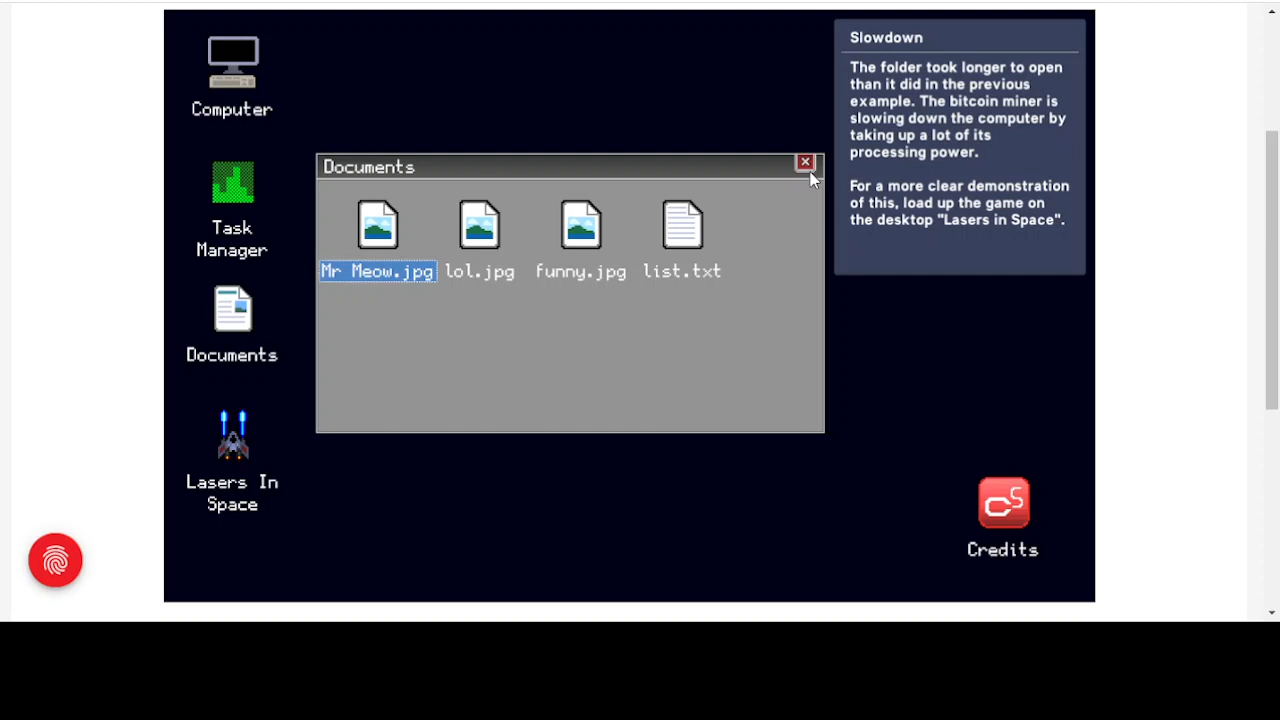 Computer
Task
Manager
Documents
Lasers In
Space
Documents
Mr Meow.jpg
lol.jpg
funny.jpg
list.txt
Slowdown
The folder took longer to open
than it did in the previous
example. The bitcoin miner is
slowing down the computer by
taking up a lot of its
processing power.
For a more clear demonstration
of this, load up the game on
the desktop "Lasers in Space".
CS
Credits